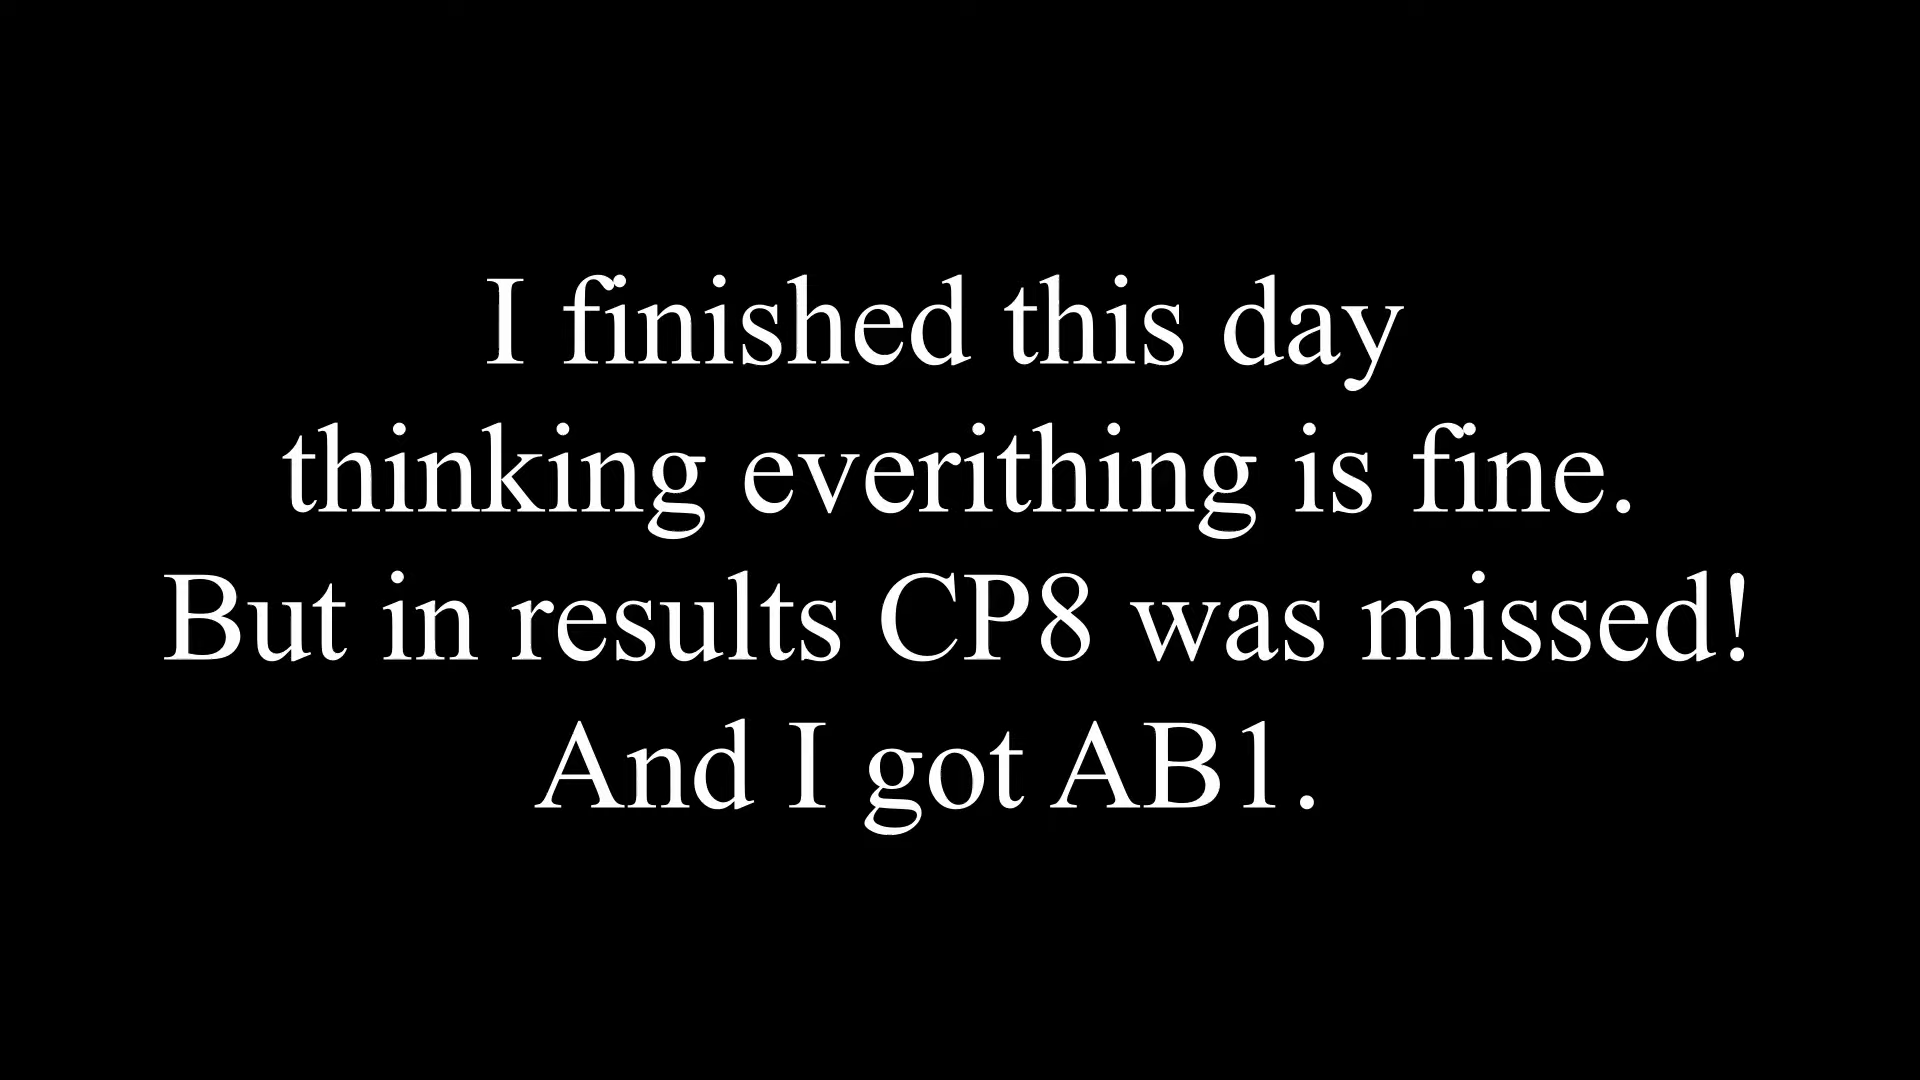 I finished this day
thinking everithing is fine.
But in results CP8 was missed!
And I got AB1.